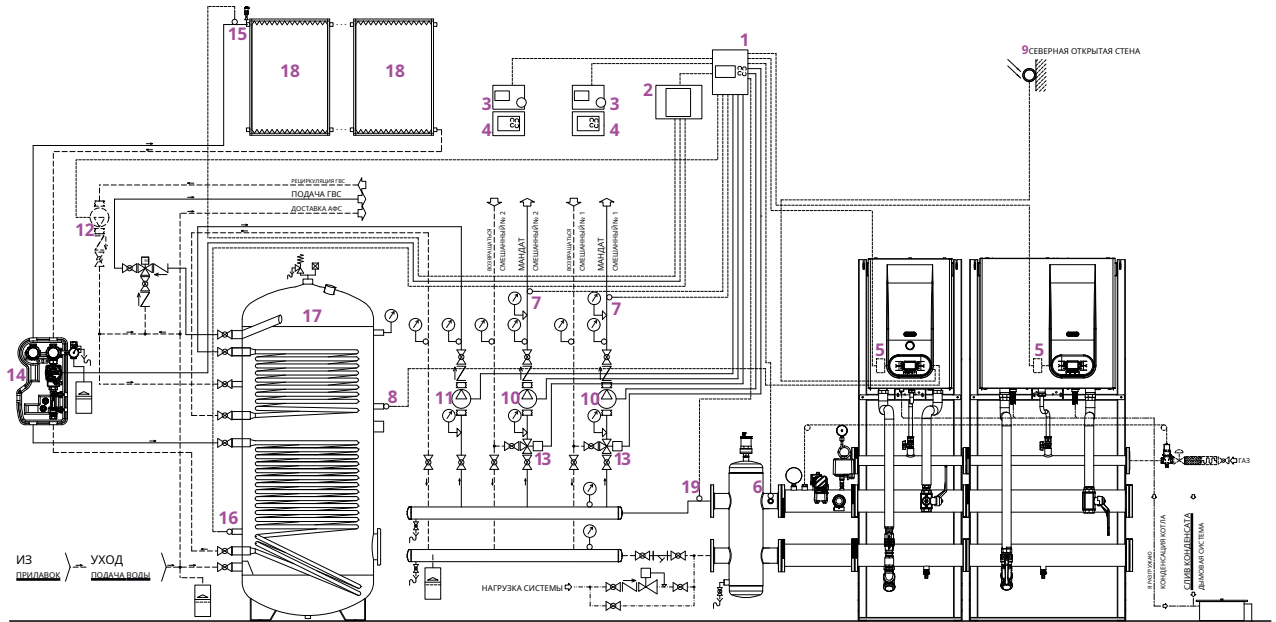 1
9 СЕВЕРНАЯ ОТКРЫТАЯ СТЕНА
15
18
18
2
3
3
4
4
РЕЦИРКУЛЯЦИЯ ГВС
ПОДАЧА ГВС
ДОСТАВКА АФС
12
ВОЗВРАЩАТЬСЯ
СМЕШАННЫЙ № 2
МАНДАТ
СМЕШАННЫЙ № 2
ВОЗВРАЩАТЬСЯ
СМЕШАННЫЙ № 1
МАНДАТ
СМЕШАННЫЙ № 1
7
7
17
5
5
14
8
11
10
10
13
13
ГАЗ
19
6
16
ИЗ
ПРИЛАВОК
УХОД
ПОДАЧА ВОДЫ
НАГРУЗКА СИСТЕМЫ
Я РАЗГРУЖАЮ
КОНДЕНСАЦИЯ КОТЛА
СЛИВ КОНДЕНСАТА
ДЫМОВАЯ СИСТЕМА